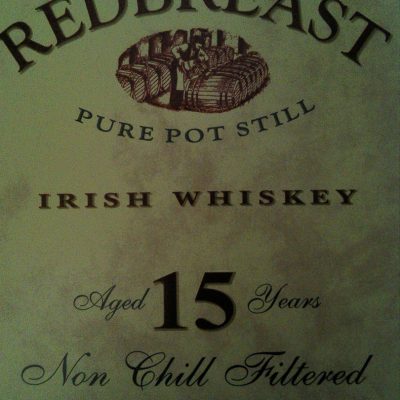 REDBREAST
PURE POT STILL
IRISH WHISKEY
Aged 15 Years
Non Chill Filtered